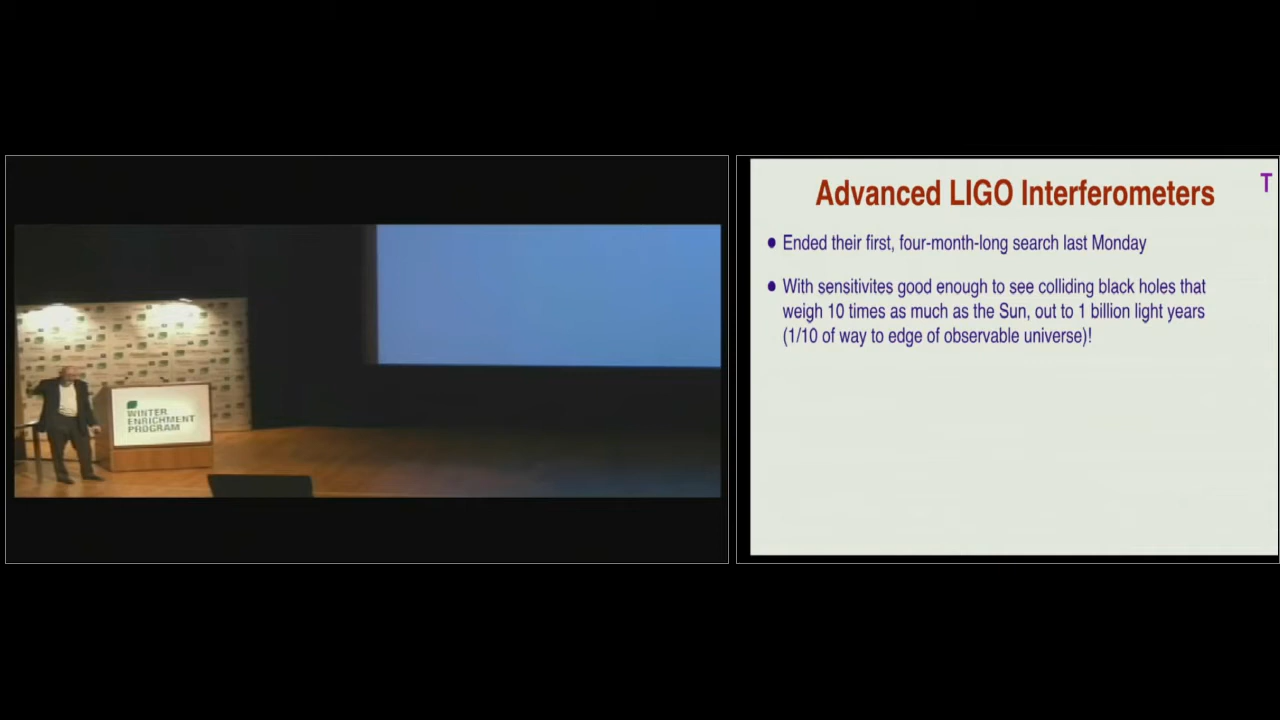 WINTER
ENRICHMENT
PROGRAM
Advanced LIGO Interferometers
T
● Ended their first, four-month-long search last Monday
● With sensitivites good enough to see colliding black holes that
weigh 10 times as much as the Sun, out to 1 billion light years
(1/10 of way to edge of observable universe)!